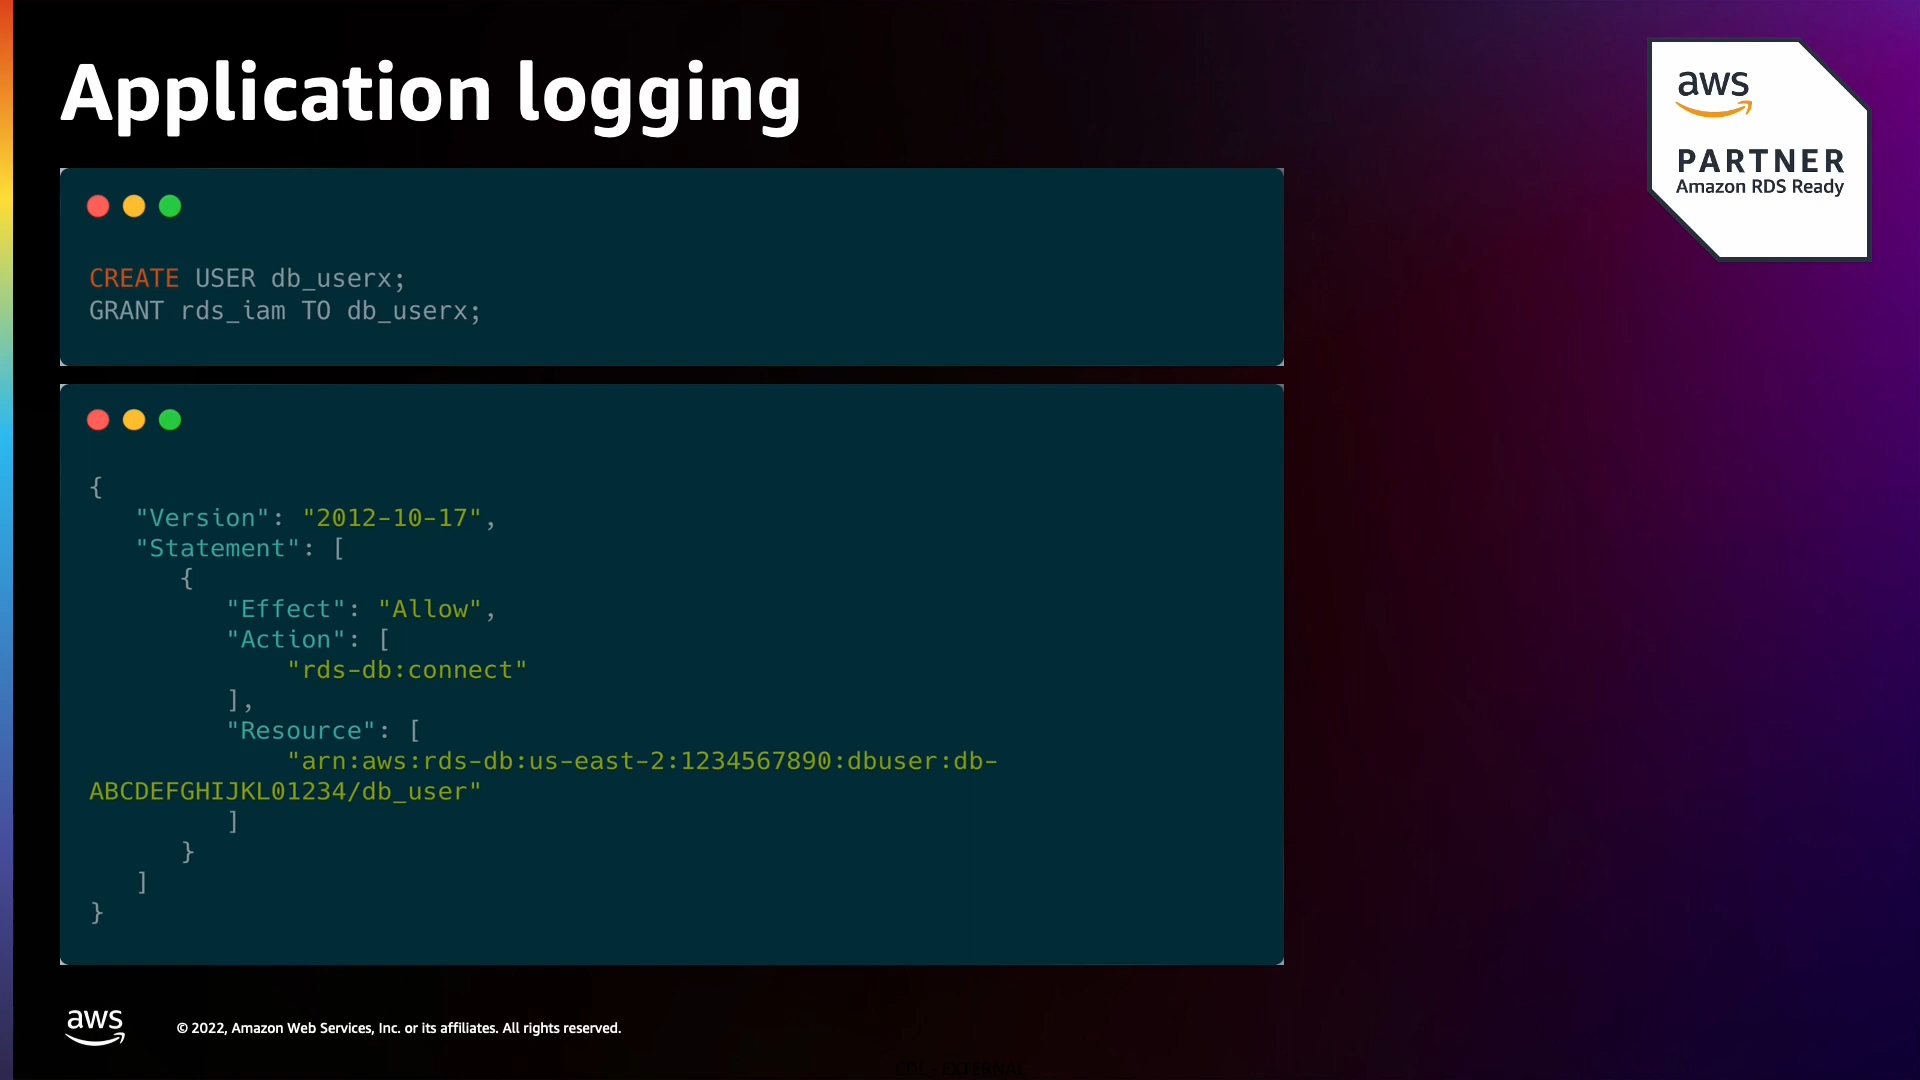 Application logging
aws
PARTNER
Amazon RDS Ready
CREATE USER db_userx;
GRANT rds_iam TO db_userx;
{
   "Version": "2012-10-17",
   "Statement": [
      {
         "Effect": "Allow",
         "Action": [
             "rds-db:connect"
         ],
         "Resource": [
             "arn:aws:rds-db:us-east-2:1234567890:dbuser:db-
ABCDEFGHIJKL01234/db_user"
         ]
      }
   ]
}
aws
© 2022, Amazon Web Services, Inc. or its affiliates. All rights reserved.